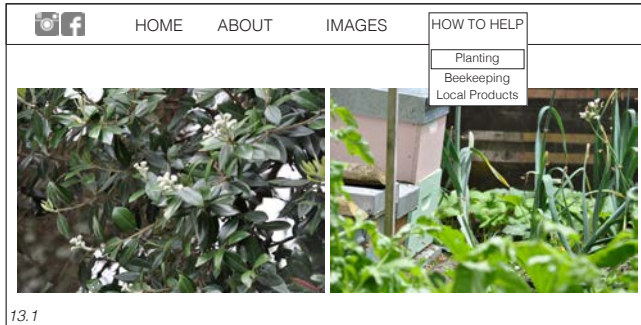 HOME ABOUT IMAGES HOW TO HELP
Planting
Beekeeping
Local Products
13.1